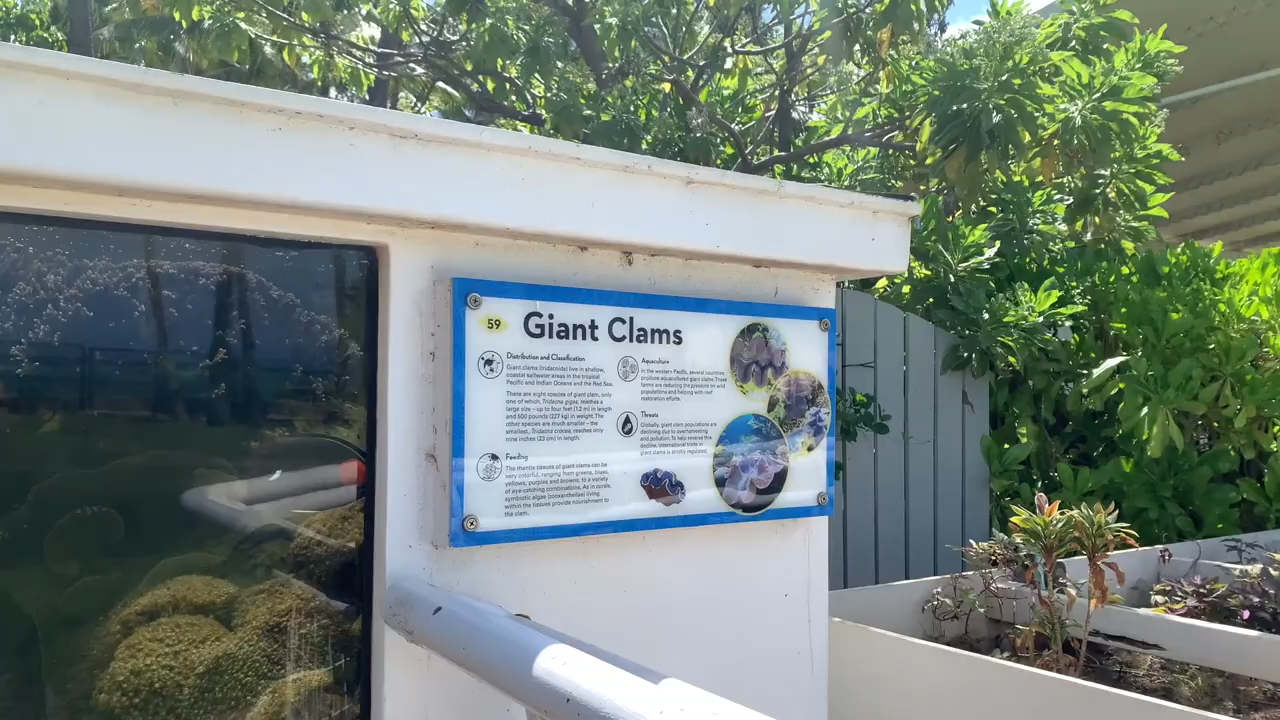 59
Giant Clams
Distribution and Classification
Giant clams (tridacnids) live in shallow,
coastal saltwater areas in the tropical
Pacific and Indian Oceans and the Red Sea.
There are eight species of giant clam, only
one of which, Tridacna gigas, reaches a
large size – up to four feet (1.2 m) in length
and 500 pounds (227 kg) in weight. The
other species are much smaller – the
smallest, Tridacna crocea, reaches only
nine inches (23 cm) in length.
Feeding
The mantle tissues of giant clams can be
very colorful, ranging from greens, blues,
yellows, purples and browns, to a variety
of eye-catching combinations. As in corals,
symbiotic algae (zooxanthellae) living
within the tissues provide nourishment to
the clam.
Aquaculture
In the western Pacific, several countries
produce aquacultured giant clams. These
farms are reducing the pressure on wild
populations and helping with reef
restoration efforts.
Threats
Globally, giant clam populations are
declining due to overharvesting
and pollution. To help reverse this
decline, international trade in
giant clams is strictly regulated.